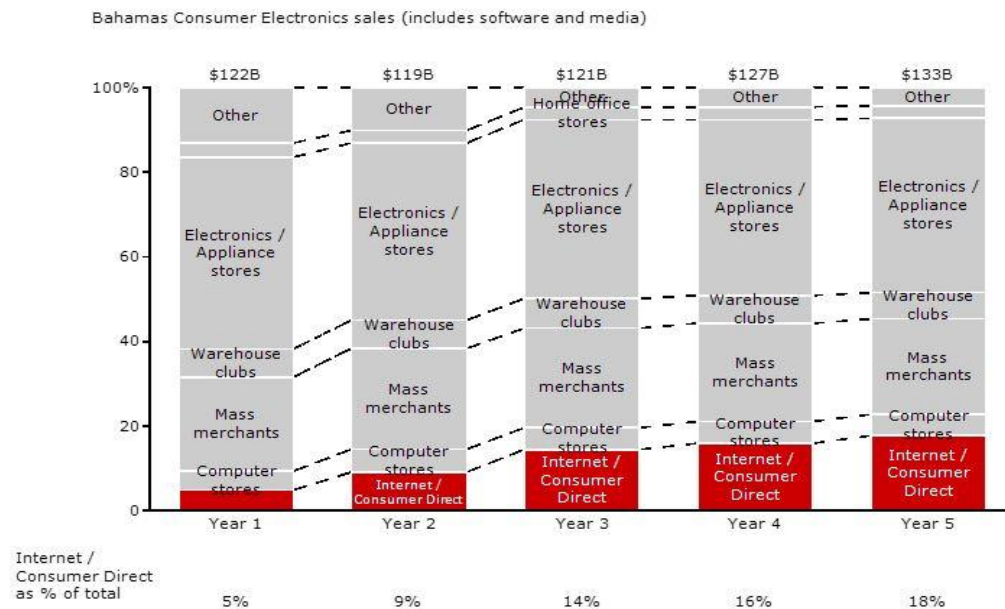 Bahamas Consumer Electronics sales (includes software and media)
$122B
$119B
$121B
$127B
$133B
100%
80
60
40
20
0
Other
Electronics /
Appliance
stores
Warehouse
clubs
Mass
merchants
Computer
stores
Other
Electronics /
Appliance
stores
Warehouse
clubs
Mass
merchants
Computer
stores
Internet /
Consumer Direct
Other
Home office
stores
Electronics /
Appliance
stores
Warehouse
clubs
Mass
merchants
Computer
stores
Internet /
Consumer
Direct
Other
Electronics /
Appliance
stores
Warehouse
clubs
Mass
merchants
Computer
stores
Internet /
Consumer
Direct
Other
Electronics /
Appliance
stores
Warehouse
clubs
Mass
merchants
Computer
stores
Internet /
Consumer
Direct
Year 1
Year 2
Year 3
Year 4
Year 5
Internet /
Consumer Direct
as % of total
5%
9%
14%
16%
18%